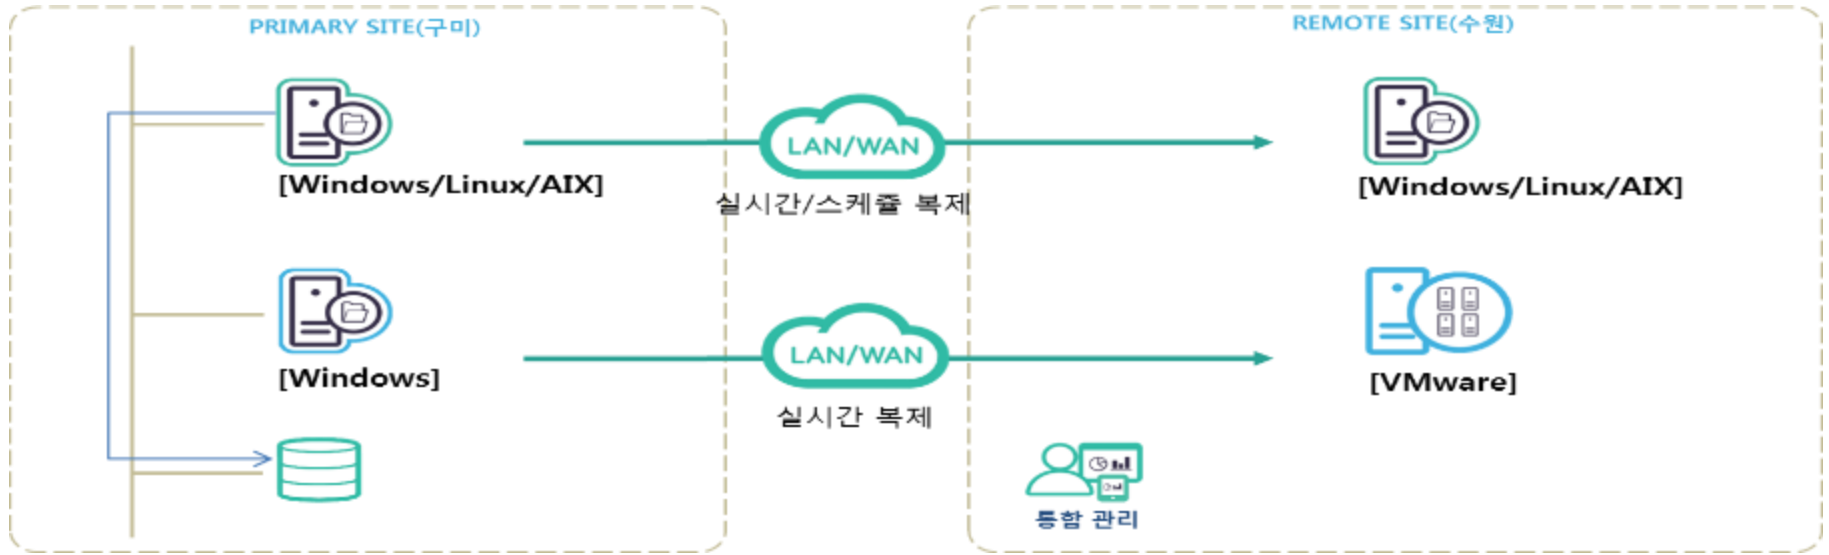 PRIMARY SITE(구미)
REMOTE SITE(수원)
LAN/WAN
[Windows/Linux/AIX]
실시간/스케쥴 복제
[Windows/Linux/AIX]
LAN/WAN
[Windows]
실시간 복제
[VMware]
통합 관리